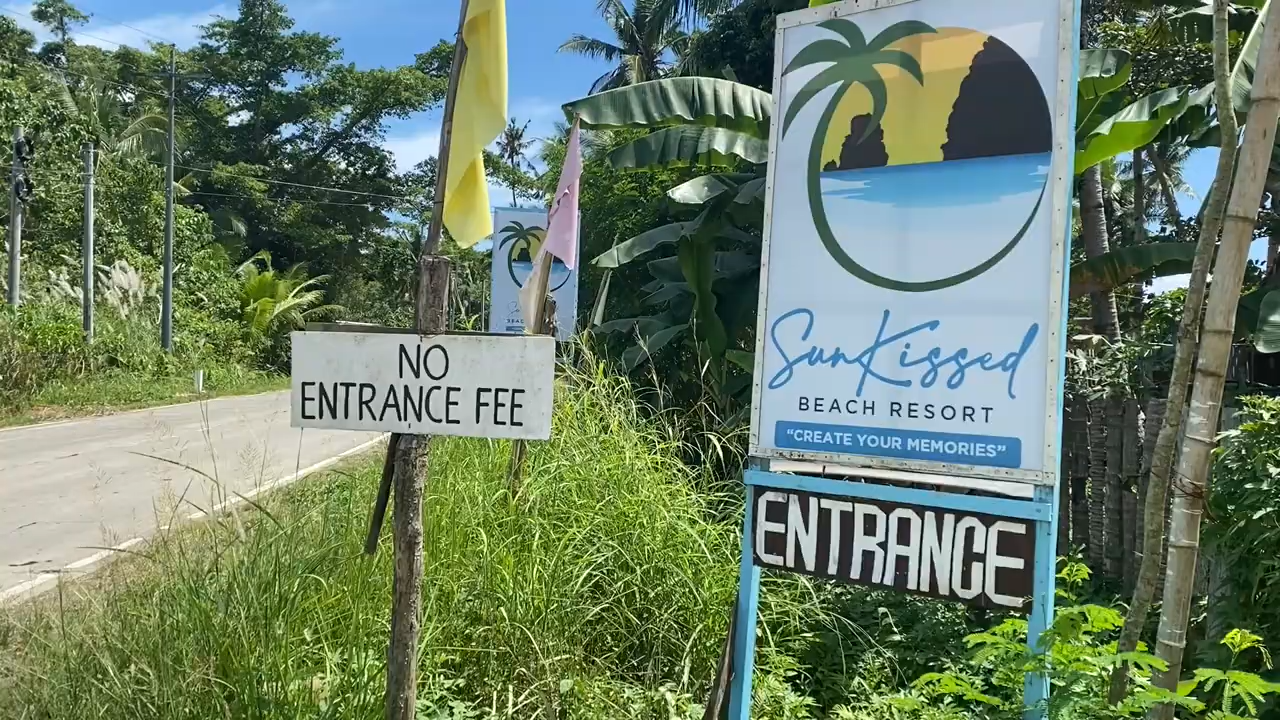 NO
ENTRANCE FEE
SunKissed
BEACH RESORT
"CREATE YOUR MEMORIES"
ENTRANCE